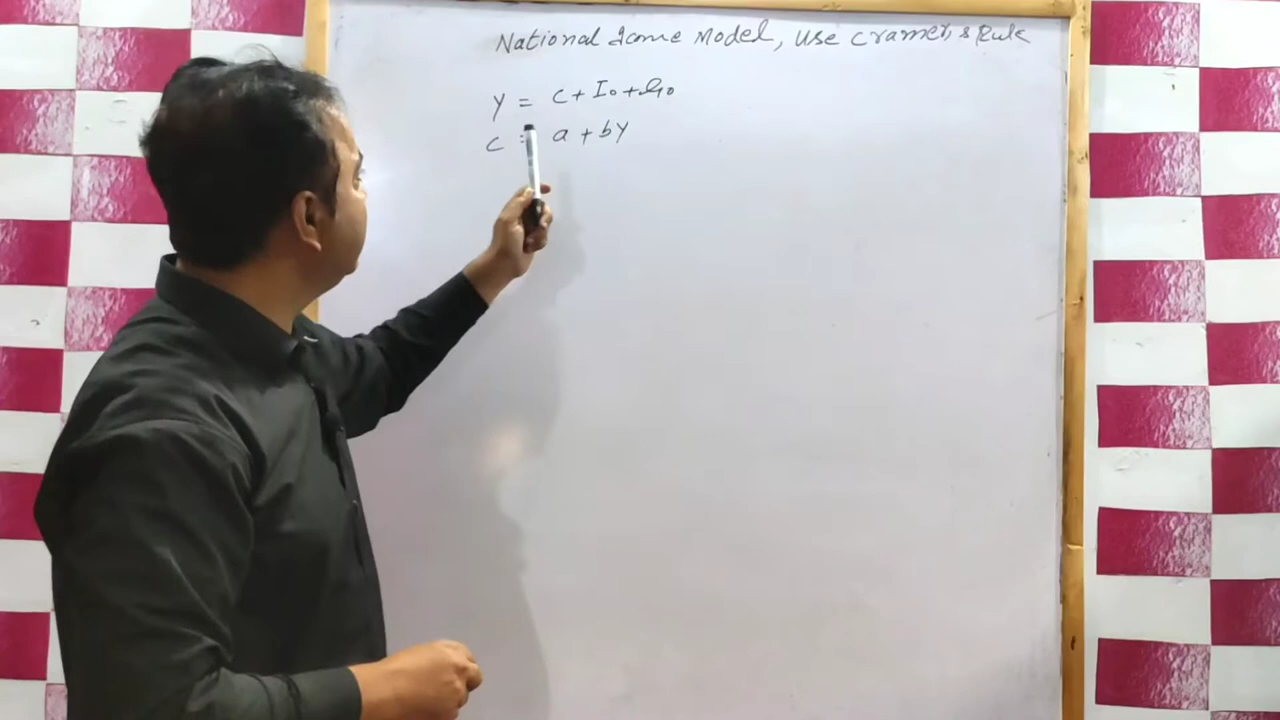 National Icome Model, use cramer,s Rule
Y = C + I0 + G0
C = a + bY